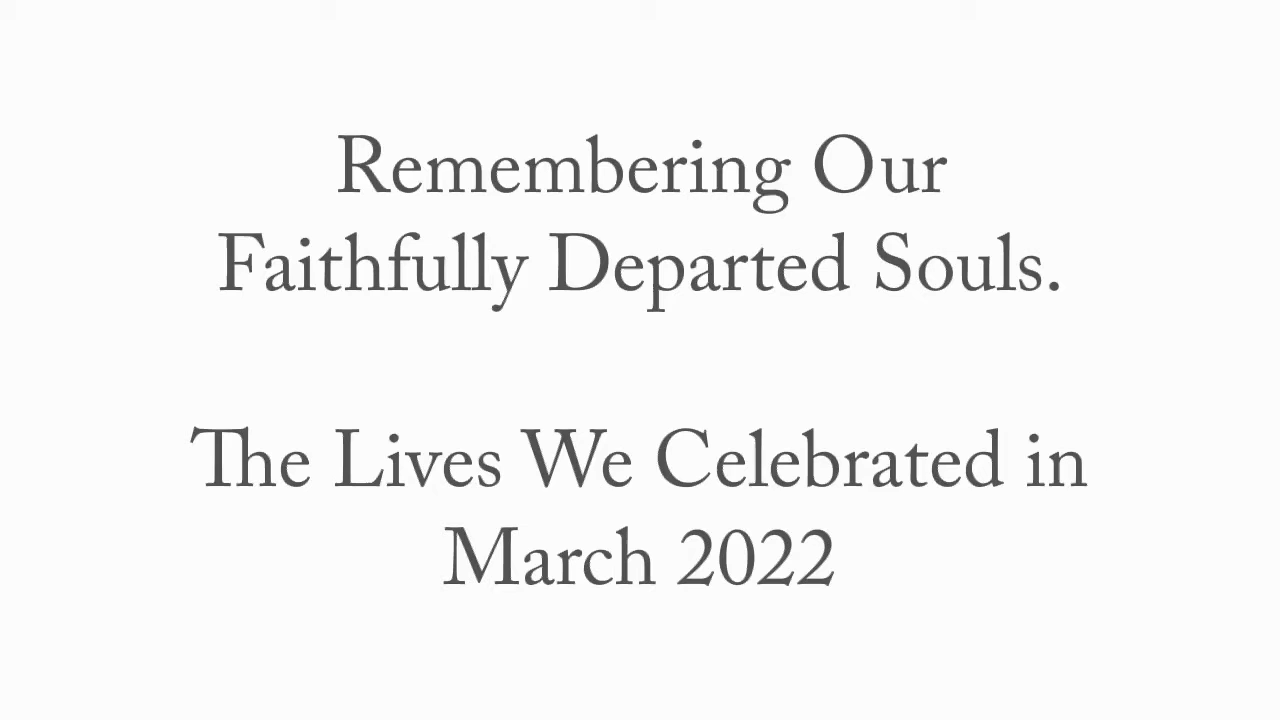 Remembering Our
Faithfully Departed Souls.
The Lives We Celebrated in
March 2022